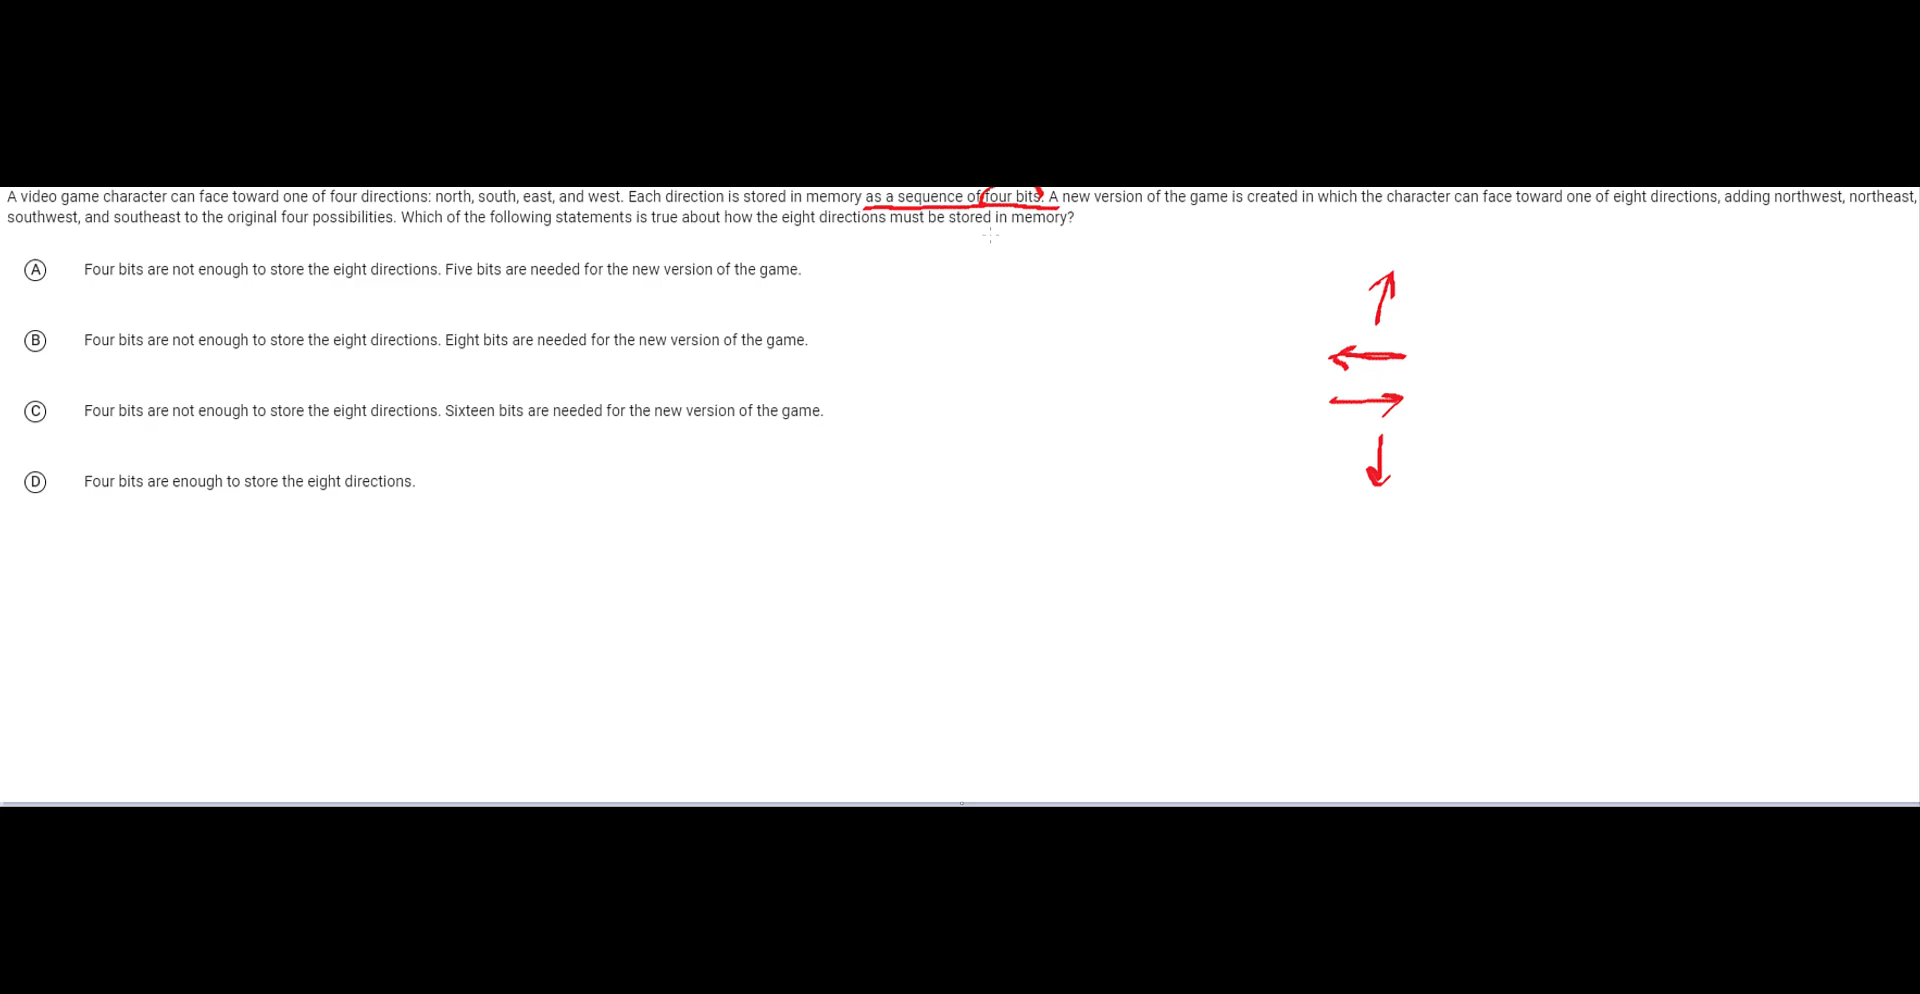 A video game character can face toward one of four directions: north, south, east, and west. Each direction is stored in memory as a sequence of four bits. A new version of the game is created in which the character can face toward one of eight directions, adding northwest, northeast,
southwest, and southeast to the original four possibilities. Which of the following statements is true about how the eight directions must be stored in memory?
A Four bits are not enough to store the eight directions. Five bits are needed for the new version of the game.
B Four bits are not enough to store the eight directions. Eight bits are needed for the new version of the game.
C Four bits are not enough to store the eight directions. Sixteen bits are needed for the new version of the game.
D Four bits are enough to store the eight directions.